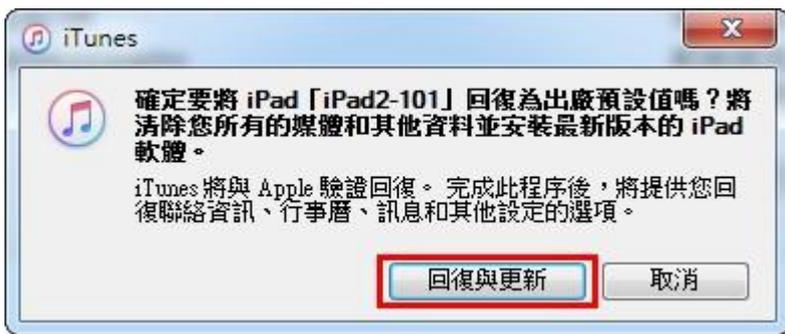 iTunes
確定要將 iPad「iPad2-101」回復為出廠預設值嗎？將
清除您所有的媒體和其他資料並安裝最新版本的 iPad
軟體。
iTunes 將與 Apple 驗證回復。 完成此程序後，將提供您回
復聯絡資訊、行事曆、訊息和其他設定的選項。
回復與更新
取消